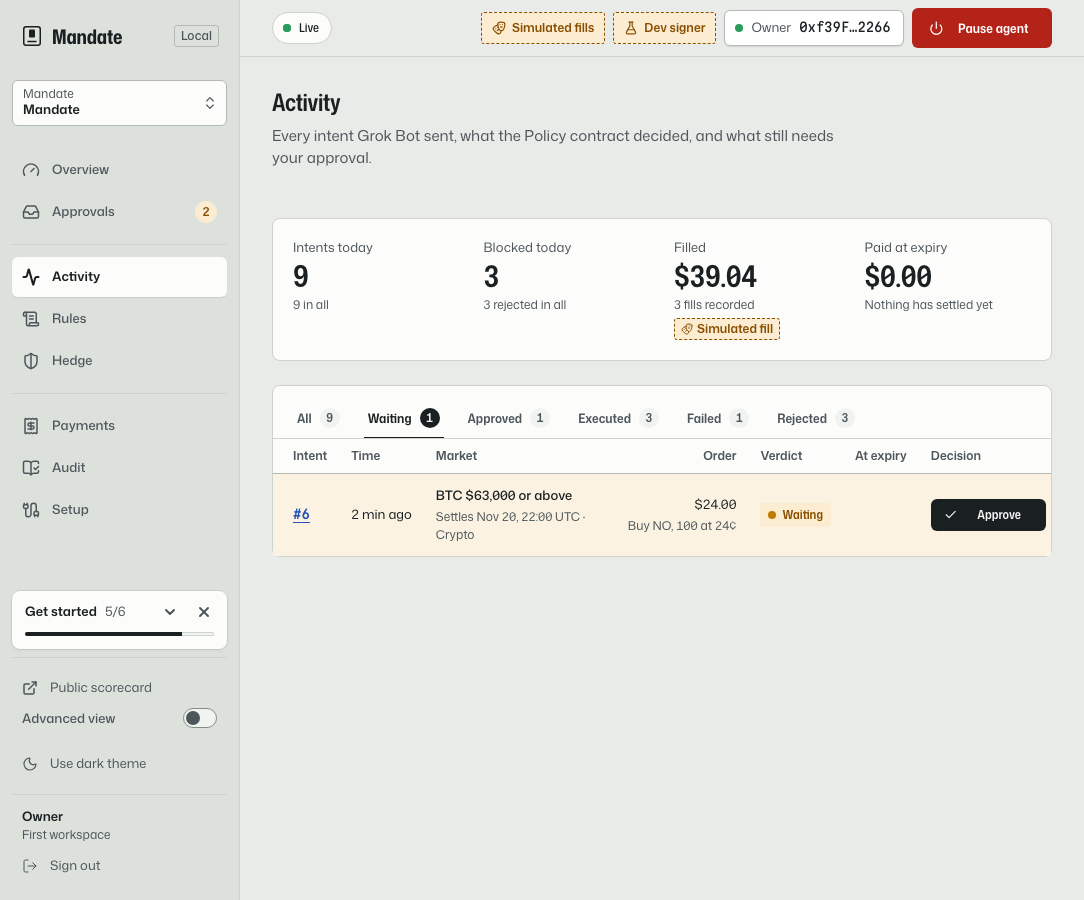 Mandate
Local
Mandate
Mandate
Overview
Approvals 2
Activity
Rules
Hedge
Payments
Audit
Setup
Get started 5/6
Public scorecard
Advanced view
Use dark theme
Owner
First workspace
Sign out
Live
Simulated fills
Dev signer
Owner 0xf39F…2266
Pause agent
Activity
Every intent Grok Bot sent, what the Policy contract decided, and what still needs
your approval.
Intents today
9
9 in all
Blocked today
3
3 rejected in all
Filled
$39.04
3 fills recorded
Simulated fill
Paid at expiry
$0.00
Nothing has settled yet
All 9 Waiting 1 Approved 1 Executed 3 Failed 1 Rejected 3
Intent Time Market Order Verdict At expiry Decision
#6
2 min ago
BTC $63,000 or above
Settles Nov 20, 22:00 UTC ·
Crypto
$24.00
Buy NO, 100 at 24¢
Waiting
Approve